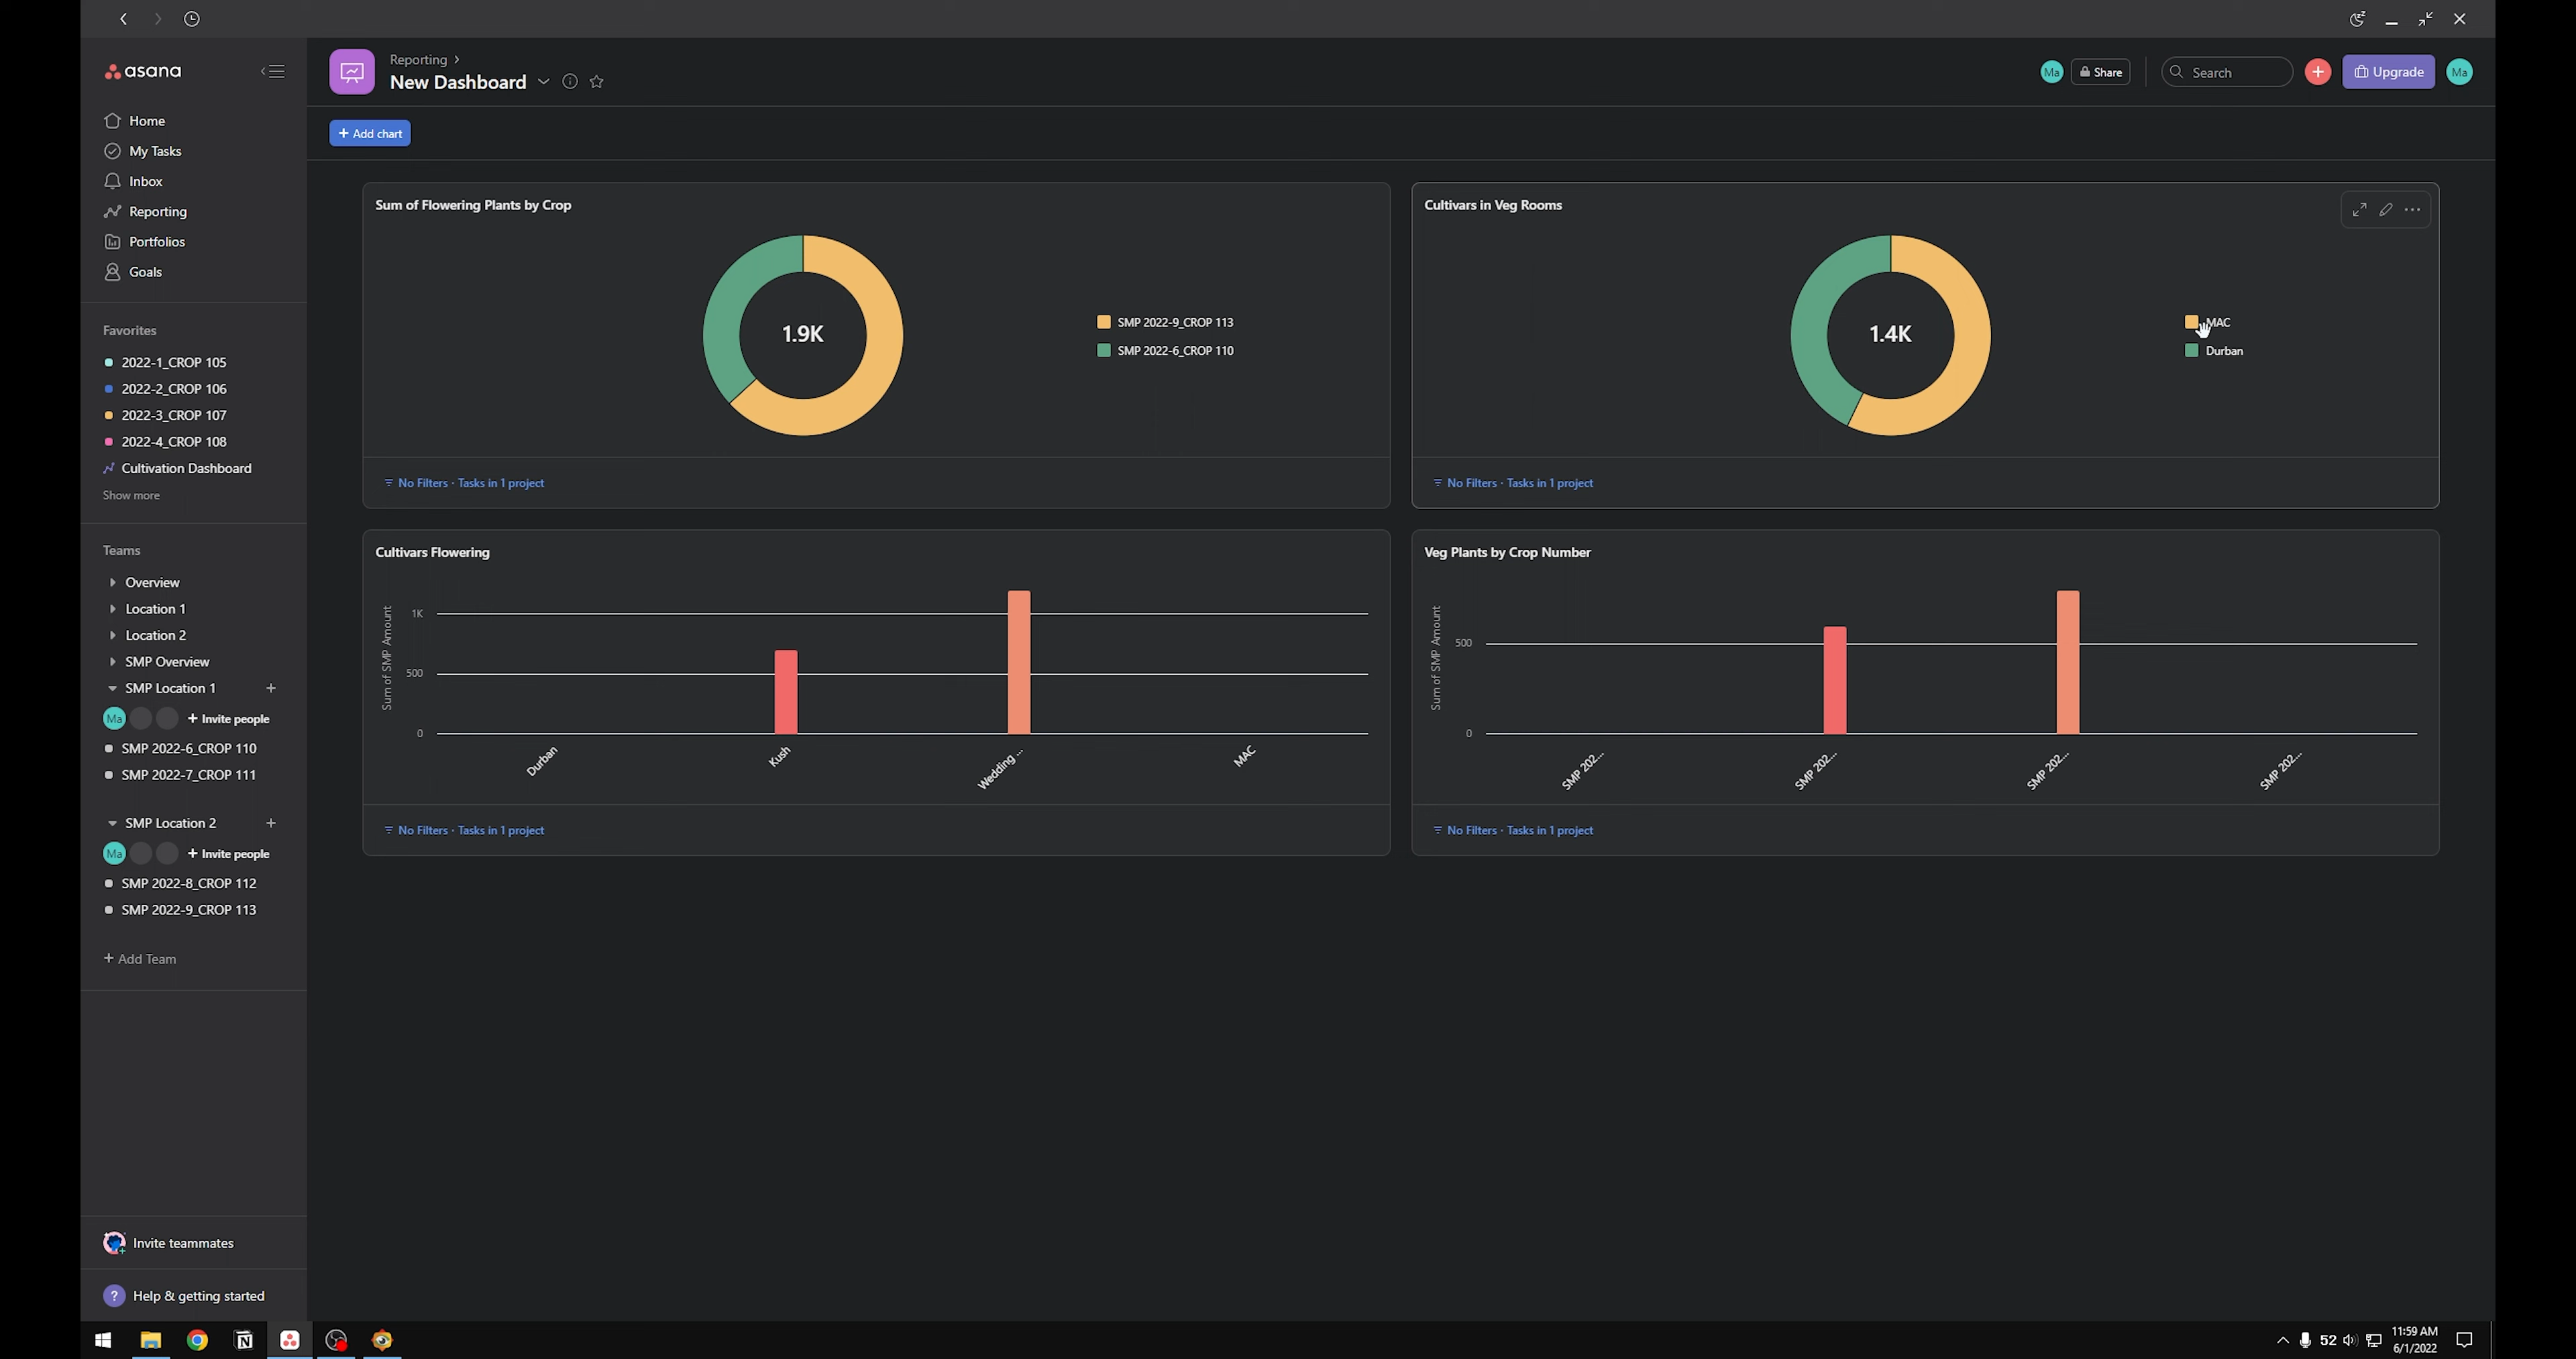 asana
Home
My Tasks
Inbox
Reporting
Portfolios
Goals
Favorites
2022-1_CROP 105
2022-2_CROP 106
2022-3_CROP 107
2022-4_CROP 108
Cultivation Dashboard
Show more
Teams
Overview
Location 1
Location 2
SMP Overview
SMP Location 1 +
Ma + Invite people
SMP 2022-6_CROP 110
SMP 2022-7_CROP 111
SMP Location 2 +
Ma + Invite people
SMP 2022-8_CROP 112
SMP 2022-9_CROP 113
+ Add Team
Invite teammates
? Help & getting started
Reporting >
New Dashboard
Ma Share Search + Upgrade Ma
+ Add chart
Sum of Flowering Plants by Crop
1.9K
SMP 2022-9_CROP 113
SMP 2022-6_CROP 110
No Filters · Tasks in 1 project
Cultivars in Veg Rooms
1.4K
MAC
Durban
No Filters · Tasks in 1 project
Cultivars Flowering
Sum of SMP Amount
1K
500
0
Durban Kush Wedding ... MAC
No Filters · Tasks in 1 project
Veg Plants by Crop Number
Sum of SMP Amount
500
0
SMP 202... SMP 202... SMP 202... SMP 202...
No Filters · Tasks in 1 project
52 11:59 AM
6/1/2022